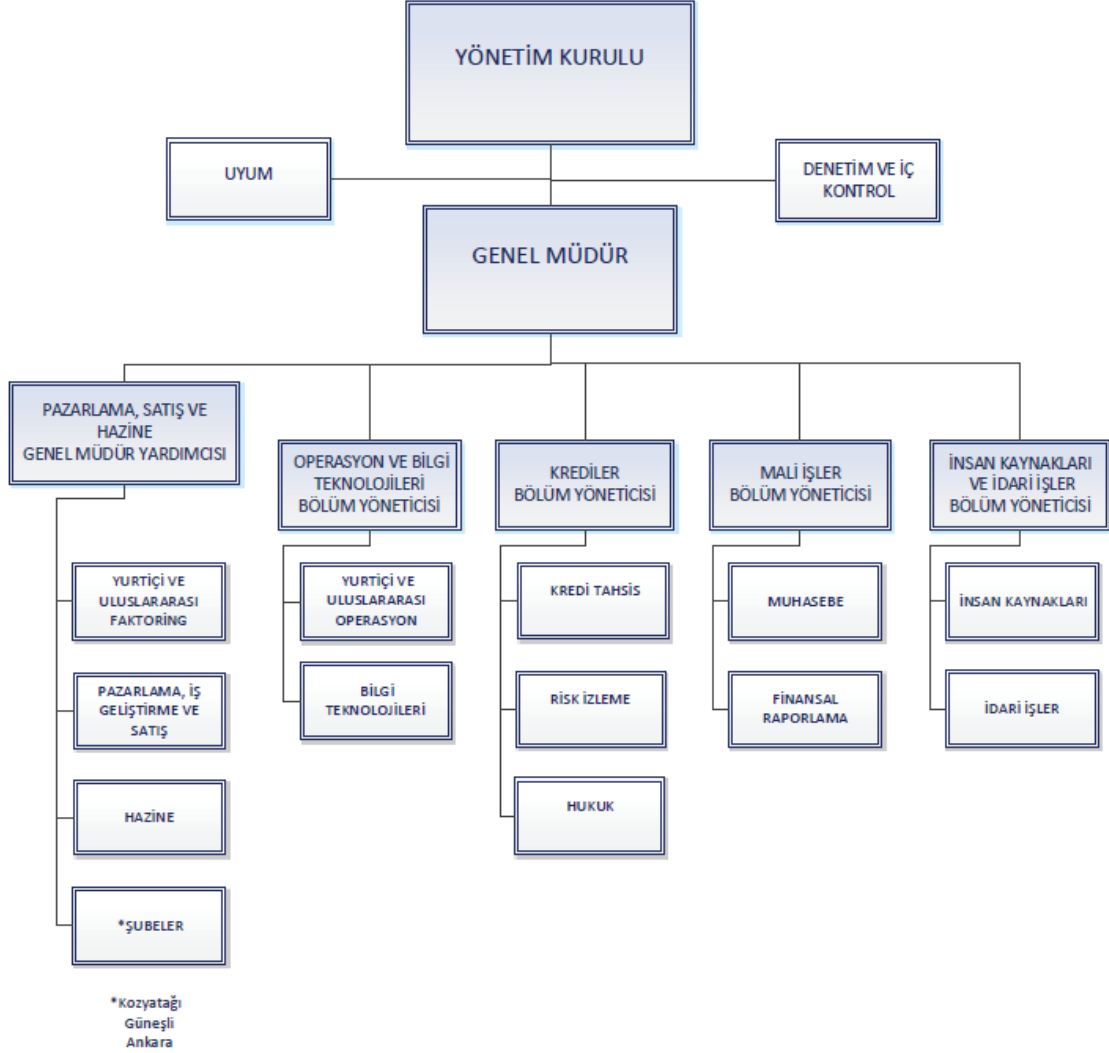 YÖNETİM KURULU
UYUM
DENETİM VE İÇ
KONTROL
GENEL MÜDÜR
PAZARLAMA, SATIŞ VE
HAZİNE
GENEL MÜDÜR YARDIMCISI
OPERASYON VE BİLGİ
TEKNOLOJİLERİ
BÖLÜM YÖNETİCİSİ
KREDİLER
BÖLÜM YÖNETİCİSİ
MALİ İŞLER
BÖLÜM YÖNETİCİSİ
İNSAN KAYNAKLARI
VE İDARİ İŞLER
BÖLÜM YÖNETİCİSİ
YURTİÇİ VE
ULUSLARARASI
FAKTORİNG
PAZARLAMA, İŞ
GELİŞTİRME VE
SATIŞ
HAZİNE
*ŞUBELER
*Kozyatağı
Güneşli
Ankara
YURTİÇİ VE
ULUSLARARASI
OPERASYON
BİLGİ
TEKNOLOJİLERİ
KREDİ TAHSİS
RİSK İZLEME
HUKUK
MUHASEBE
FİNANSAL
RAPORLAMA
İNSAN KAYNAKLARI
İDARİ İŞLER